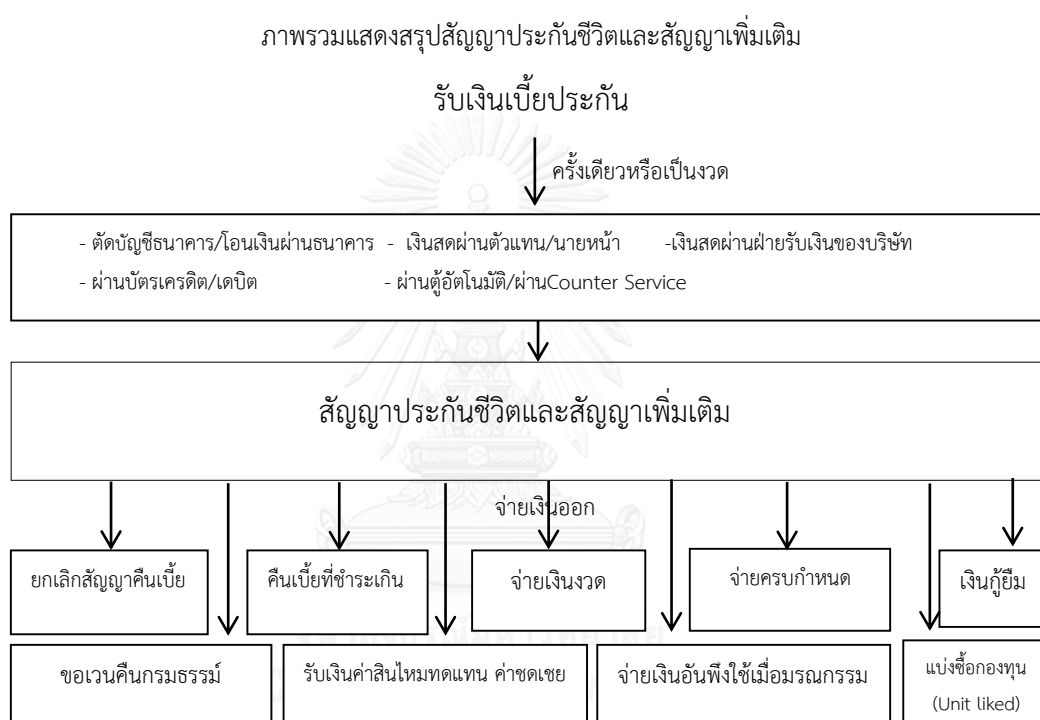 ภาพรวมแสดงสรุปสัญญาประกันชีวิตและสัญญาเพิ่มเติม
รับเงินเบี้ยประกัน
ครั้งเดียวหรือเป็นงวด
- ตัดบัญชีธนาคาร/โอนเงินผ่านธนาคาร - เงินสดผ่านตัวแทน/นายหน้า -เงินสดผ่านฝ่ายรับเงินของบริษัท
- ผ่านบัตรเครดิต/เดบิต - ผ่านตู้อัตโนมัติ/ผ่านCounter Service
สัญญาประกันชีวิตและสัญญาเพิ่มเติม
จ่ายเงินออก
ยกเลิกสัญญาคืนเบี้ย คืนเบี้ยที่ชำระเกิน จ่ายเงินงวด จ่ายครบกำหนด เงินกู้ยืม
ขอเวนคืนกรมธรรม์ รับเงินค่าสินไหมทดแทน ค่าชดเชย จ่ายเงินอันพึงใช้เมื่อมรณกรรม แบ่งซื้อกองทุน
(Unit liked)